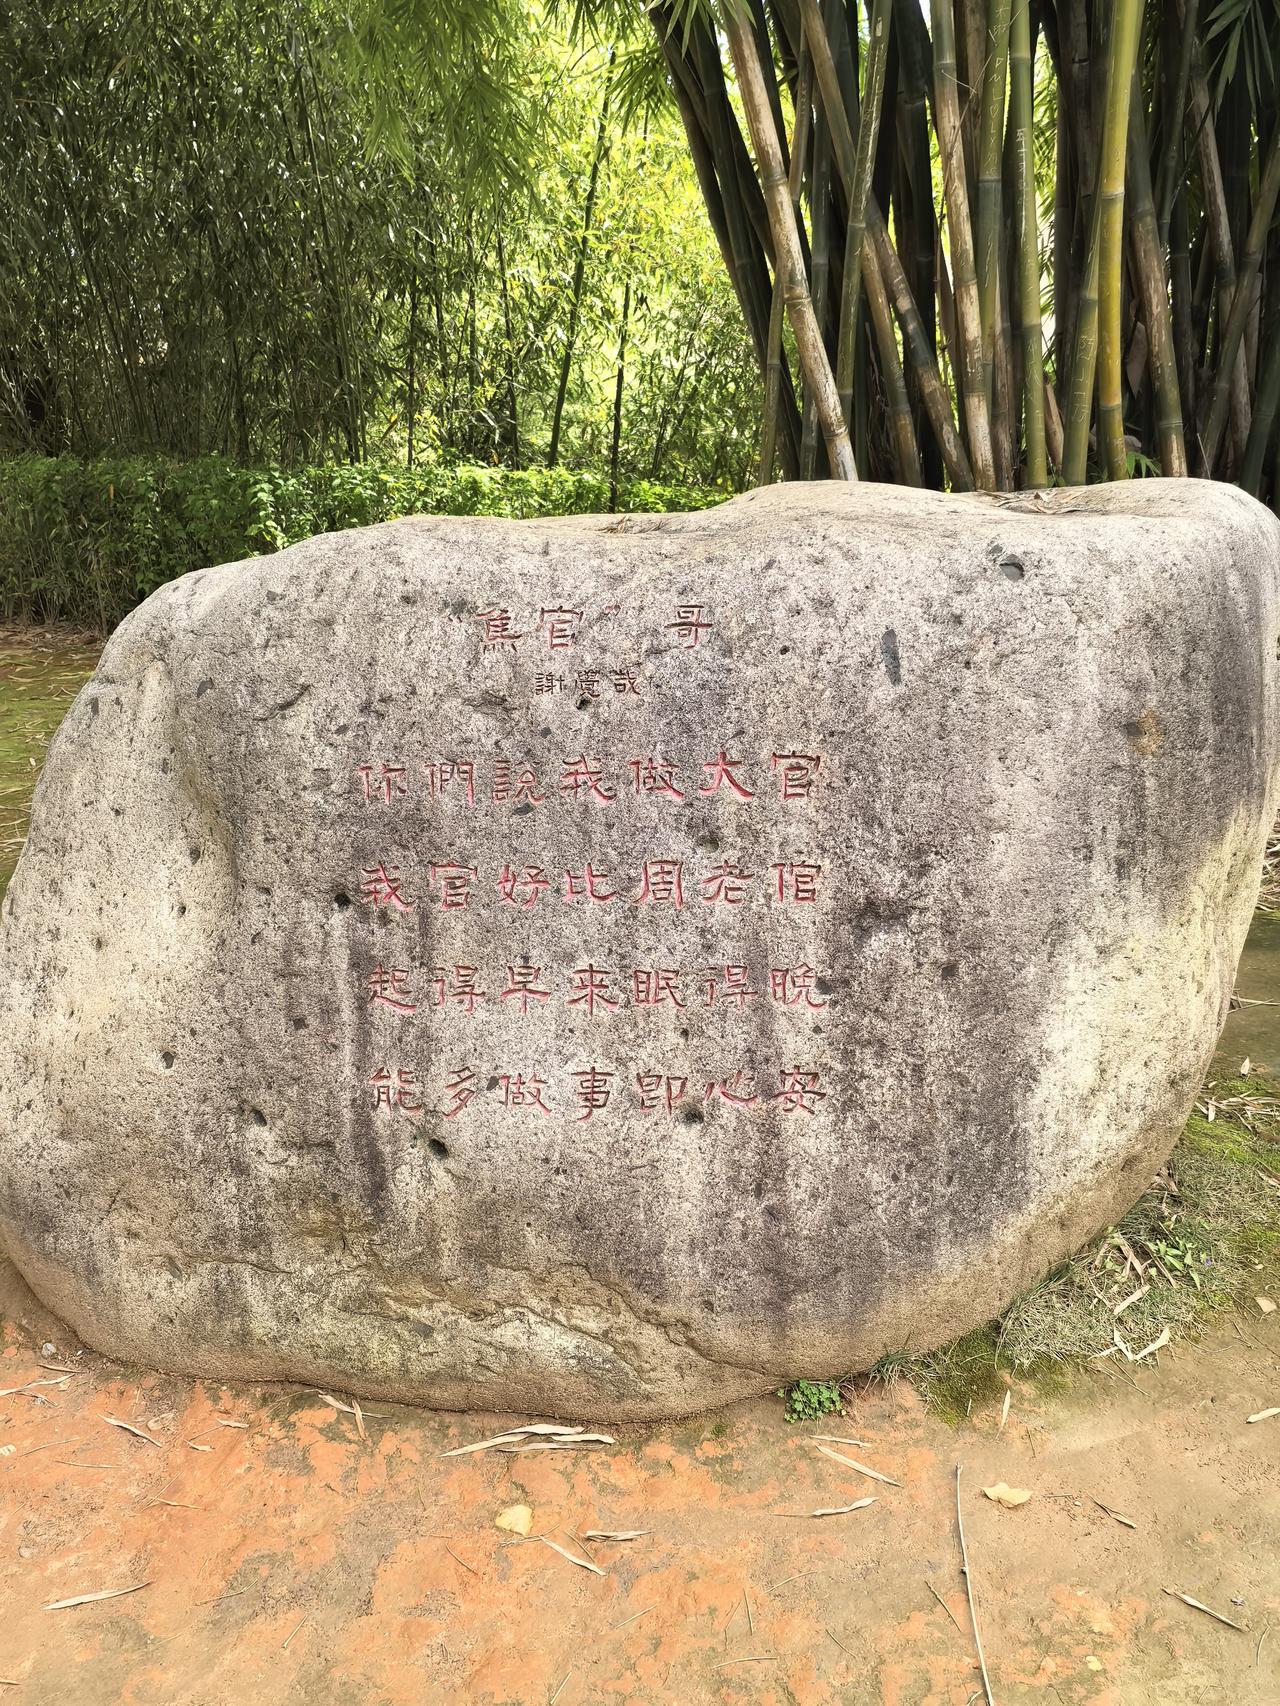 “焦官”哥
謝覺哉
你們說我做大官
我官好比周老倌
起得早来眠得晚
能多做事即心安